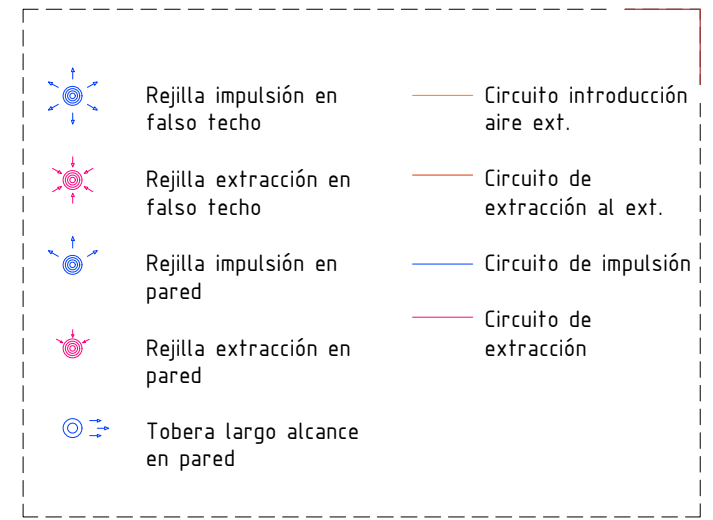 Rejilla impulsión en
falso techo
Rejilla extracción en
falso techo
Rejilla impulsión en
pared
Rejilla extracción en
pared
Tobera largo alcance
en pared
Circuito introducción
aire ext.
Circuito de
extracción al ext.
Circuito de impulsión
Circuito de
extracción